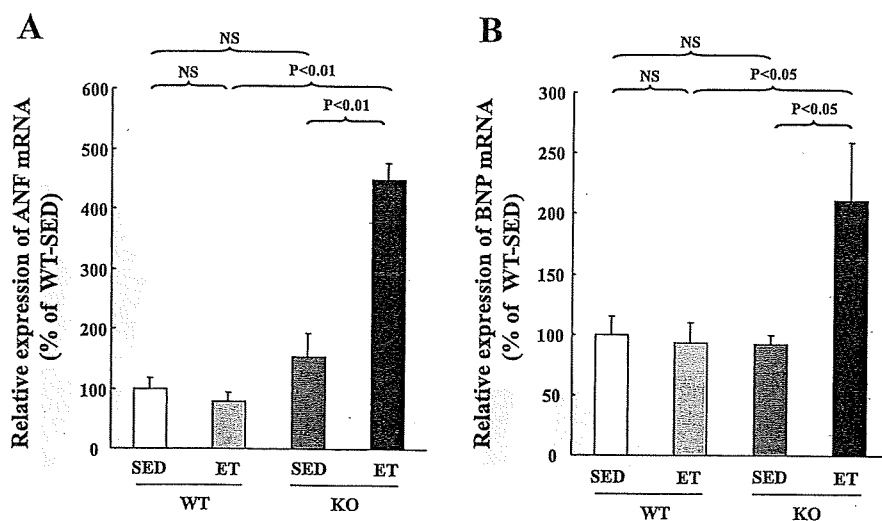 A
NS
NS
P<0.01
P<0.01
Relative expression of ANF mRNA
(% of WT-SED)
600
500
400
300
200
100
0
SED ET SED ET
WT KO
B
NS
NS
P<0.05
P<0.05
Relative expression of BNP mRNA
(% of WT-SED)
300
250
200
150
100
50
0
SED ET SED ET
WT KO